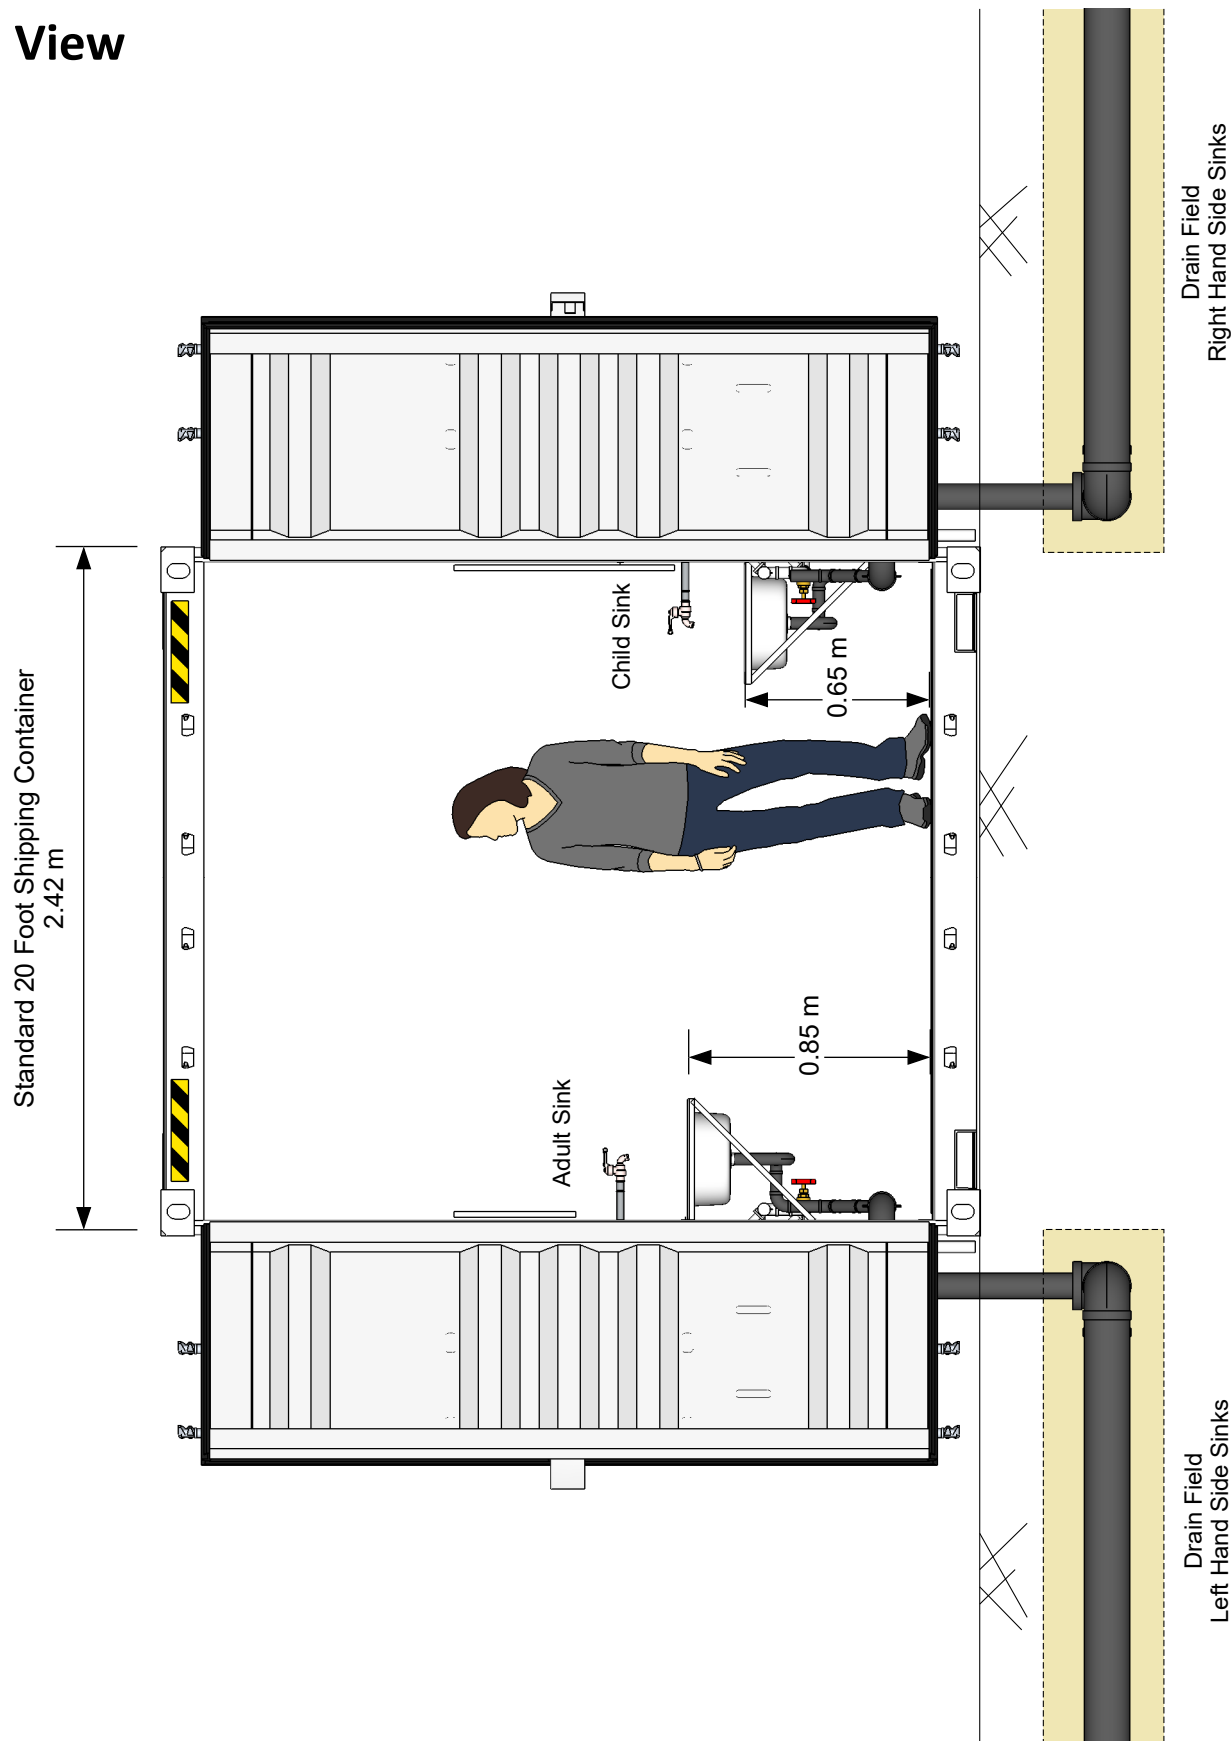 View
Standard 20 Foot Shipping Container
2.42 m
Adult Sink
0.85 m
Child Sink
0.65 m
Drain Field
Left Hand Side Sinks
Drain Field
Right Hand Side Sinks